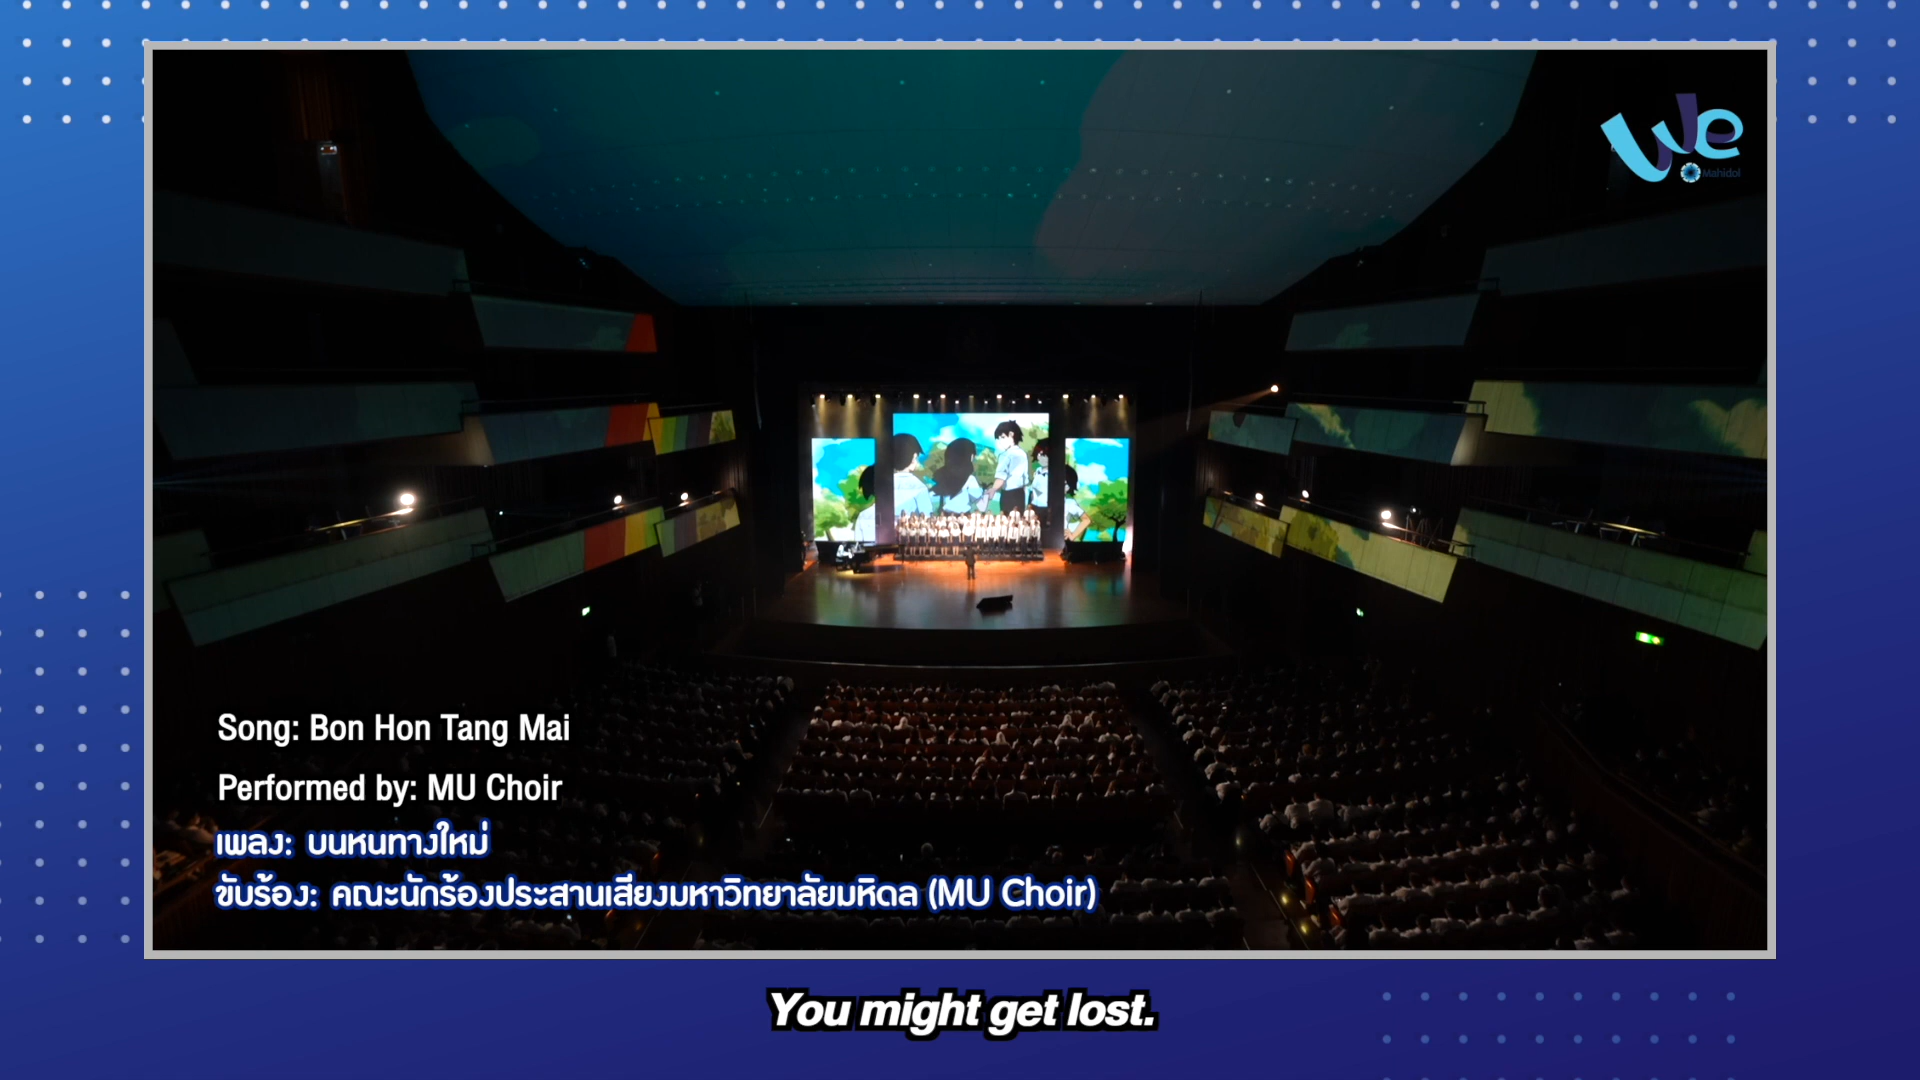 We
Mahidol
Song: Bon Hon Tang Mai
Performed by: MU Choir
เพลง: บนหนทางใหม่
ขับร้อง: คณะนักร้องประสานเสียงมหาวิทยาลัยมหิดล (MU Choir)
You might get lost.